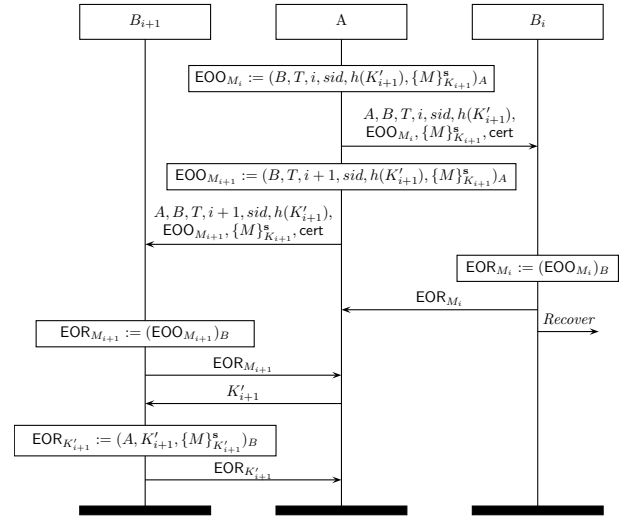 B_{i+1} A B_i
EOO_{M_i} := (B, T, i, sid, h(K'_{i+1}), {M}^s_{K_{i+1}})_A
A, B, T, i, sid, h(K'_{i+1}),
EOO_{M_i}, {M}^s_{K_{i+1}}, cert
EOO_{M_{i+1}} := (B, T, i + 1, sid, h(K'_{i+1}), {M}^s_{K_{i+1}})_A
A, B, T, i + 1, sid, h(K'_{i+1}),
EOO_{M_{i+1}}, {M}^s_{K_{i+1}}, cert
EOR_{M_i} := (EOO_{M_i})_B
EOR_{M_i}
Recover
EOR_{M_{i+1}} := (EOO_{M_{i+1}})_B
EOR_{M_{i+1}}
K'_{i+1}
EOR_{K'_{i+1}} := (A, K'_{i+1}, {M}^s_{K'_{i+1}})_B
EOR_{K'_{i+1}}